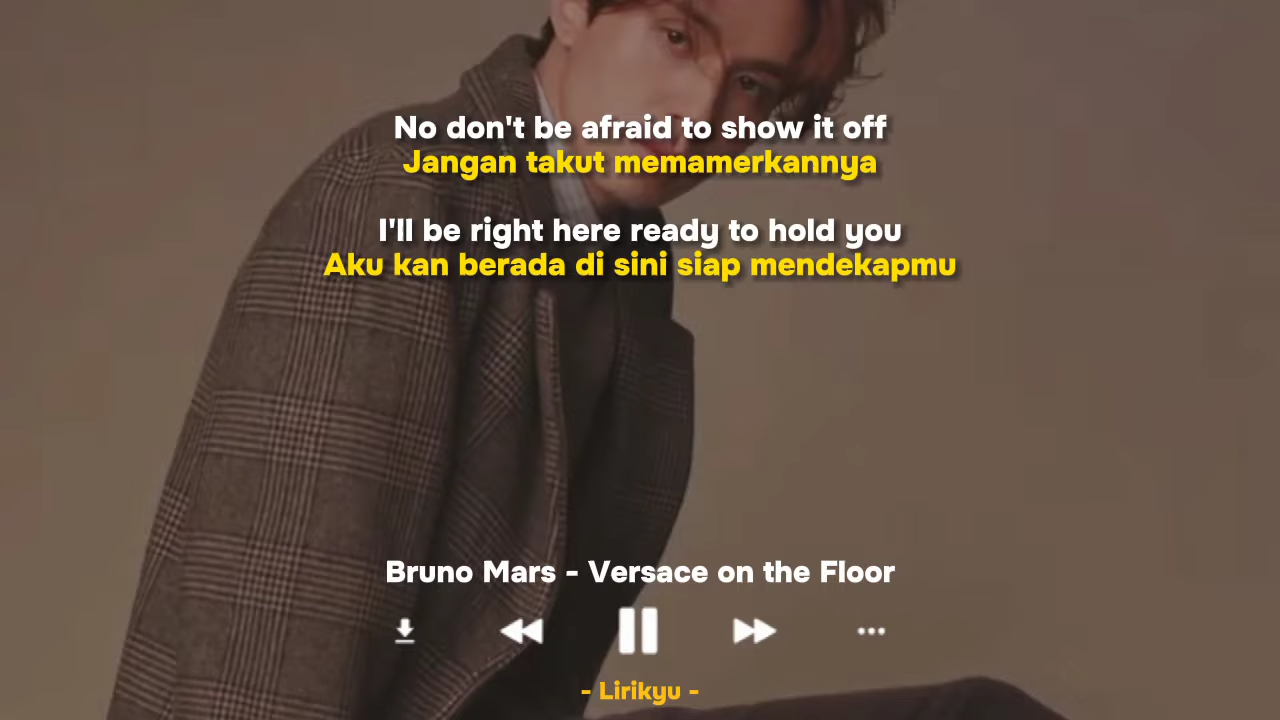 No don't be afraid to show it off
Jangan takut memamerkannya
I'll be right here ready to hold you
Aku kan berada di sini siap mendekapmu
Bruno Mars - Versace on the Floor
- Lirikyu -